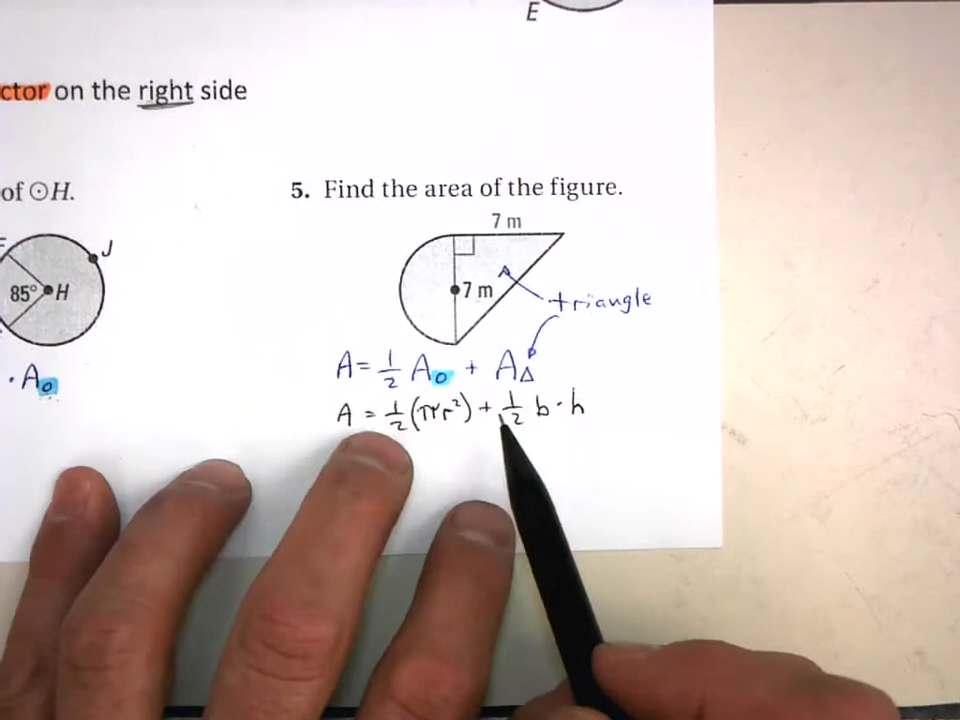 E
ctor on the right side
of ⊙H.
5. Find the area of the figure.
7 m
J
85° H
7 m
triangle
· A○
A = 1/2 A○ + A△
A = 1/2 (πr²) + 1/2 b · h